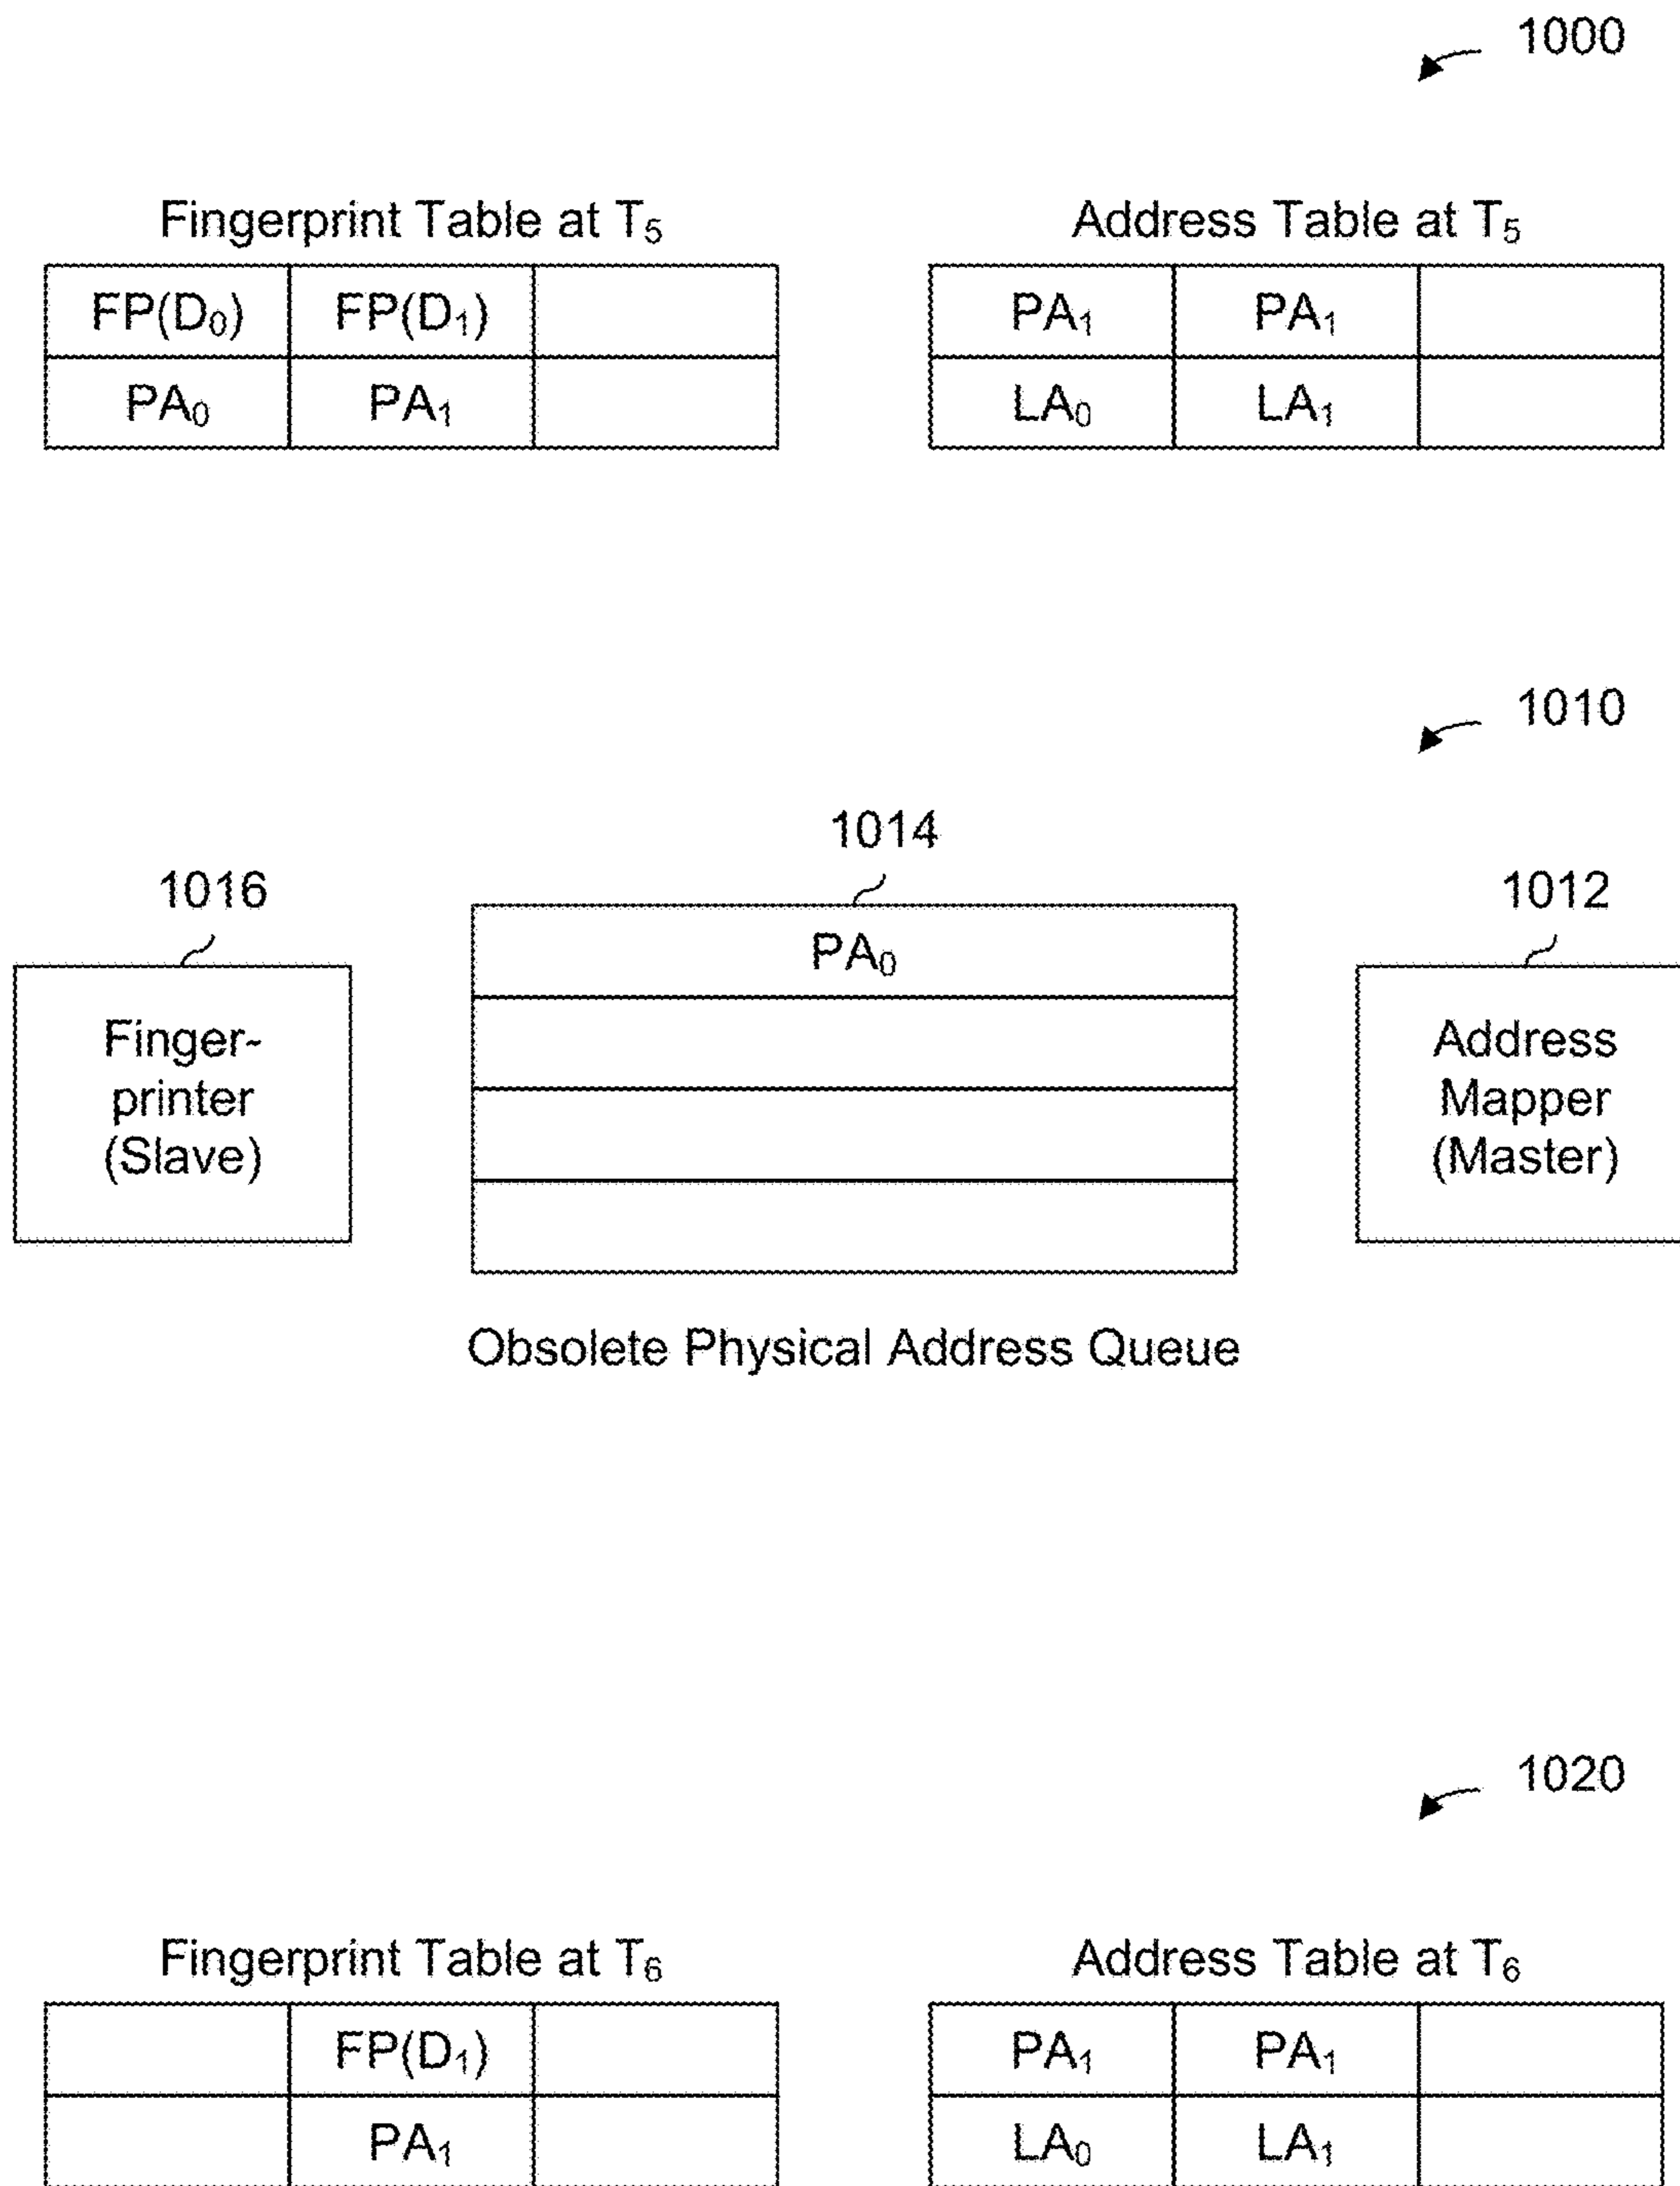 1000
Fingerprint Table at T₅
Address Table at T₅
FP(D₀) FP(D₁)
PA₁ PA₁
PA₀ PA₁
LA₀ LA₁
1010
1014
1016
1012
PA₀
Finger-
printer
(Slave)
Address
Mapper
(Master)
Obsolete Physical Address Queue
1020
Fingerprint Table at T₆
Address Table at T₆
FP(D₁)
PA₁ PA₁
PA₁
LA₀ LA₁